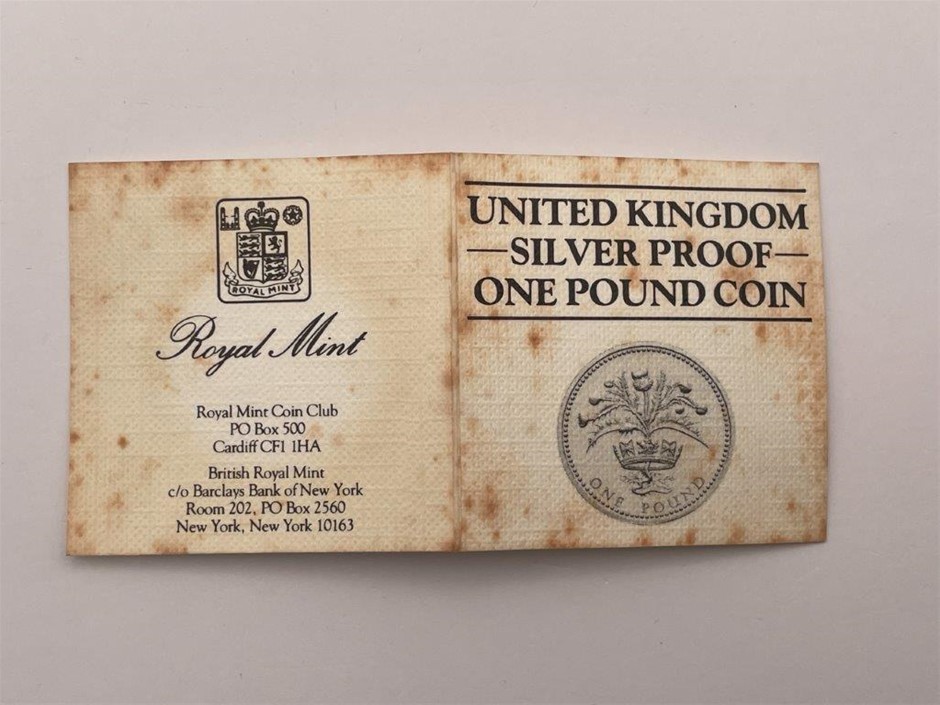 ROYAL MINT
Royal Mint
Royal Mint Coin Club
PO Box 500
Cardiff CF1 1HA
British Royal Mint
c/o Barclays Bank of New York
Room 202, PO Box 2560
New York, New York 10163
UNITED KINGDOM
—SILVER PROOF—
ONE POUND COIN
ONE POUND